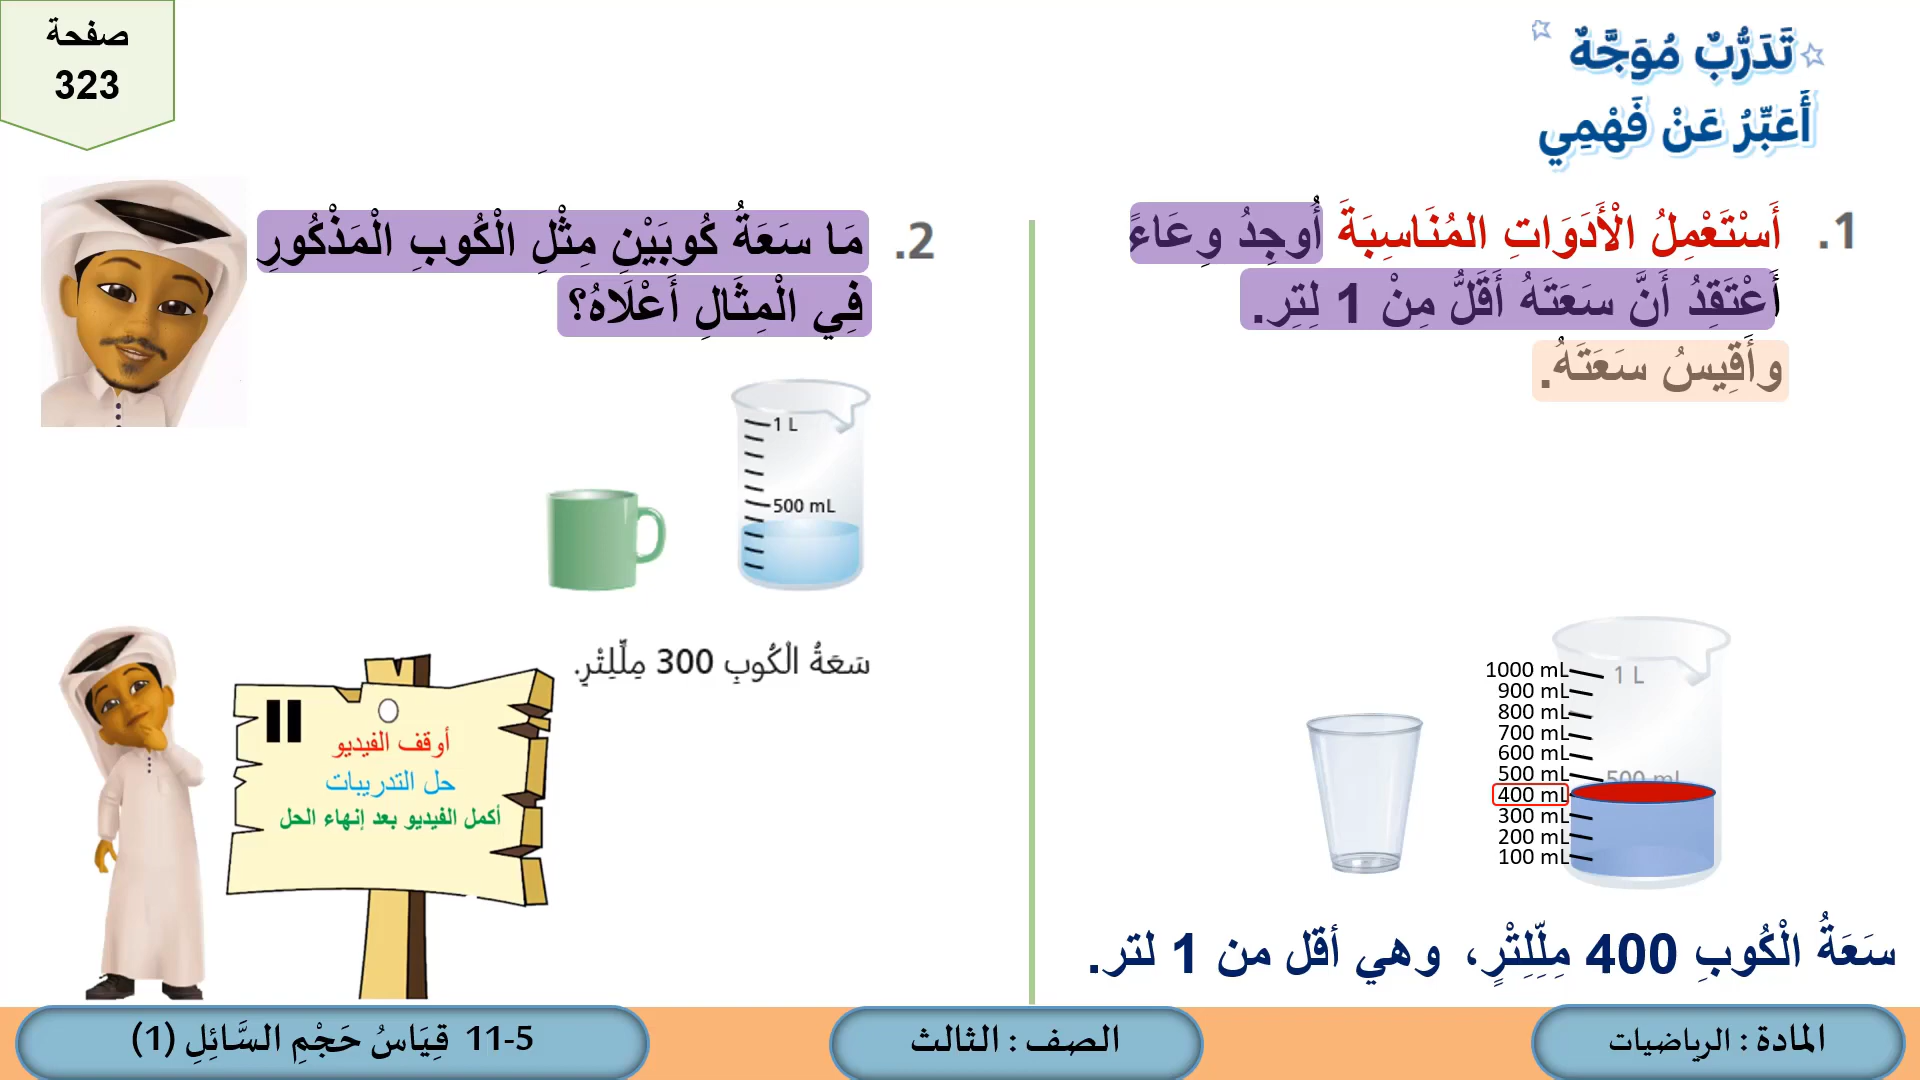 صفحة
323
تَدَرُّبٌ مُوَجَّهٌ
أَعَبِّرُ عَنْ فَهْمِي
1. أَسْتَعْمِلُ الْأَدَوَاتِ المُنَاسِبَةَ أُوجِدُ وِعَاءً
أَعْتَقِدُ أَنَّ سَعَتَهُ أَقَلُّ مِنْ 1 لِتِر.
وأَقِيسُ سَعَتَهُ.
1000 mL
900 mL
800 mL
700 mL
600 mL
500 mL
400 mL
300 mL
200 mL
100 mL
1 L
500 mL
سَعَةُ الْكُوبِ 400 مِلِّلِتْرٍ، وهي أقل من 1 لتر.
2. مَا سَعَةُ كُوبَيْنِ مِثْلِ الْكُوبِ الْمَذْكُورِ
فِي الْمِثَالِ أَعْلَاهُ؟
1 L
500 mL
سَعَةُ الْكُوبِ 300 مِلِّلِتْرٍ.
أوقف الفيديو
حل التدريبات
أكمل الفيديو بعد إنهاء الحل
المادة : الرياضيات
الصف : الثالث
11-5 قِيَاسُ حَجْمِ السَّائِلِ (1)